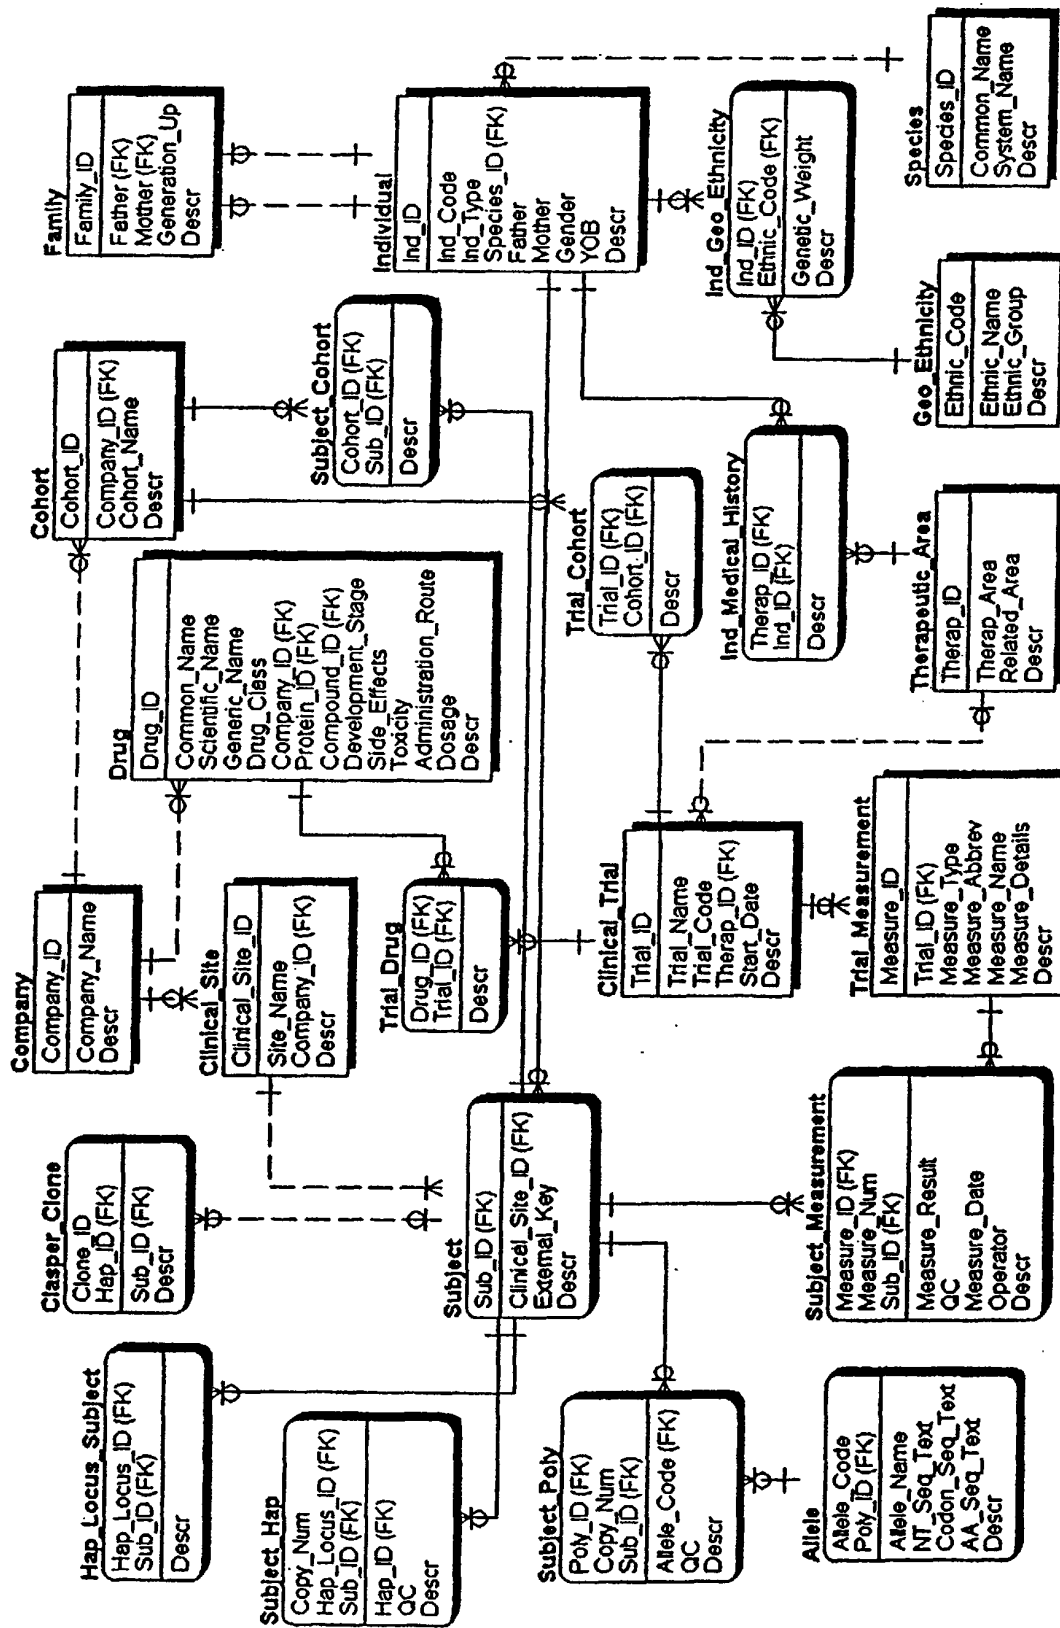 Family
Family_ID
Father (FK)
Mother (FK)
Generation_Up
Descr
Individual
Ind_ID
Ind_Code
Ind_Type
Species_ID (FK)
Father
Mother
Gender
YOB
Descr
Ind_Geo_Ethnicity
Ind_ID (FK)
Ethnic_Code (FK)
Genetic_Weight
Descr
Species
Species_ID
Common_Name
System_Name
Descr
Cohort
Cohort_ID
Company_ID (FK)
Cohort_Name
Descr
Subject_Cohort
Cohort_ID (FK)
Sub_ID (FK)
Descr
Geo_Ethnicity
Ethnic_Code
Ethnic_Name
Ethnic_Group
Descr
Drug
Drug_ID
Common_Name
Scientific_Name
Generic_Name
Drug_Class
Company_ID (FK)
Protein_ID (FK)
Compound_ID (FK)
Development_Stage
Side_Effects
Toxicity
Administration_Route
Dosage
Descr
Trial_Cohort
Trial_ID (FK)
Cohort_ID (FK)
Descr
Ind_Medical_History
Therap_ID (FK)
Ind_ID (FK)
Descr
Therapeutic_Area
Therap_ID
Therap_Area
Related_Area
Descr
Company
Company_ID
Company_Name
Descr
Clinical_Site
Clinical_Site_ID
Site_Name
Company_ID (FK)
Descr
Trial_Drug
Drug_ID (FK)
Trial_ID (FK)
Descr
Clinical_Trial
Trial_ID
Trial_Name
Trial_Code
Therap_ID (FK)
Start_Date
Descr
Trial_Measurement
Measure_ID
Trial_ID (FK)
Measure_Type
Measure_Abbrev
Measure_Name
Measure_Details
Descr
Clasper_Clone
Clone_ID
Hap_ID (FK)
Sub_ID (FK)
Descr
Subject
Sub_ID (FK)
Clinical_Site_ID (FK)
External_Key
Descr
Subject_Measurement
Measure_ID (FK)
Measure_Num
Sub_ID (FK)
Measure_Result
QC
Measure_Date
Operator
Descr
Hap_Locus_Subject
Hap_Locus_ID (FK)
Sub_ID (FK)
Descr
Subject_Hap
Copy_Num
Hap_Locus_ID (FK)
Sub_ID (FK)
Hap_ID (FK)
QC
Descr
Subject_Poly
Poly_ID (FK)
Copy_Num
Sub_ID (FK)
Allele_Code (FK)
QC
Descr
Allele
Allele_Code
Poly_ID (FK)
Allele_Name
NT_Seq_Text
Codon_Seq_Text
AA_Seq_Text
Descr